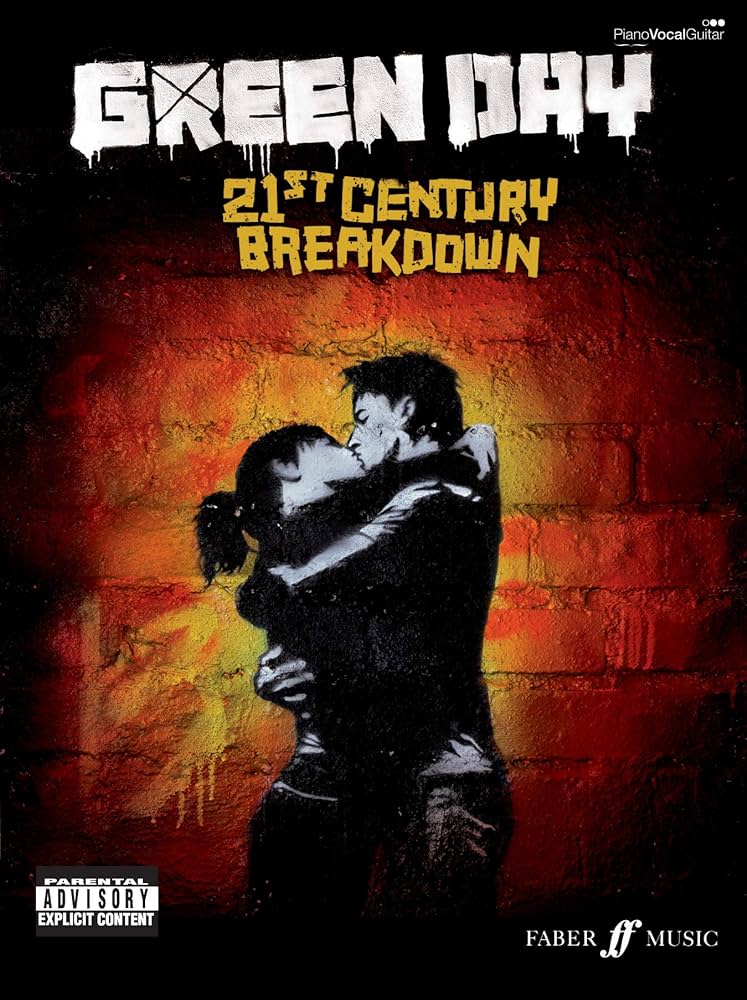 PianoVocalGuitar
GREEN DAY
21ST CENTURY
BREAKDOWN
PARENTAL
ADVISORY
EXPLICIT CONTENT
FABER ff MUSIC